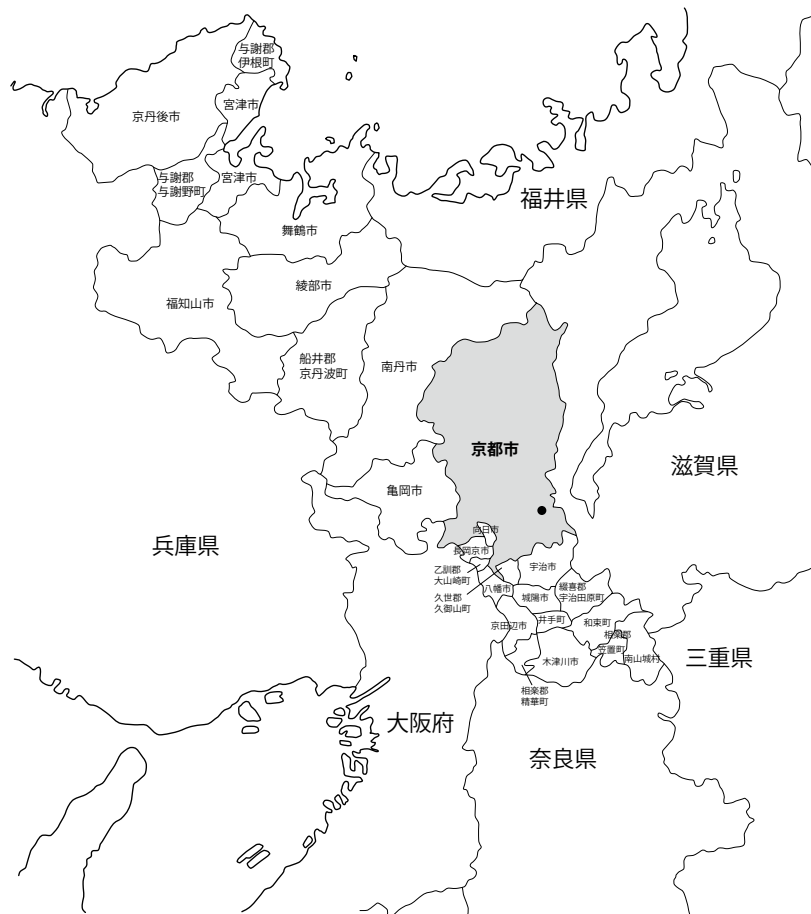 与謝郡
伊根町
宮津市
京丹後市
与謝郡
与謝野町
宮津市
福井県
舞鶴市
綾部市
福知山市
船井郡
京丹波町
南丹市
京都市
滋賀県
亀岡市
兵庫県
向日市
長岡京市
乙訓郡
大山崎町
宇治市
久世郡
久御山町
八幡市
城陽市
綴喜郡
宇治田原町
京田辺市
井手町
和束町
相楽郡
笠置町
南山城村
木津川市
三重県
相楽郡
精華町
大阪府
奈良県